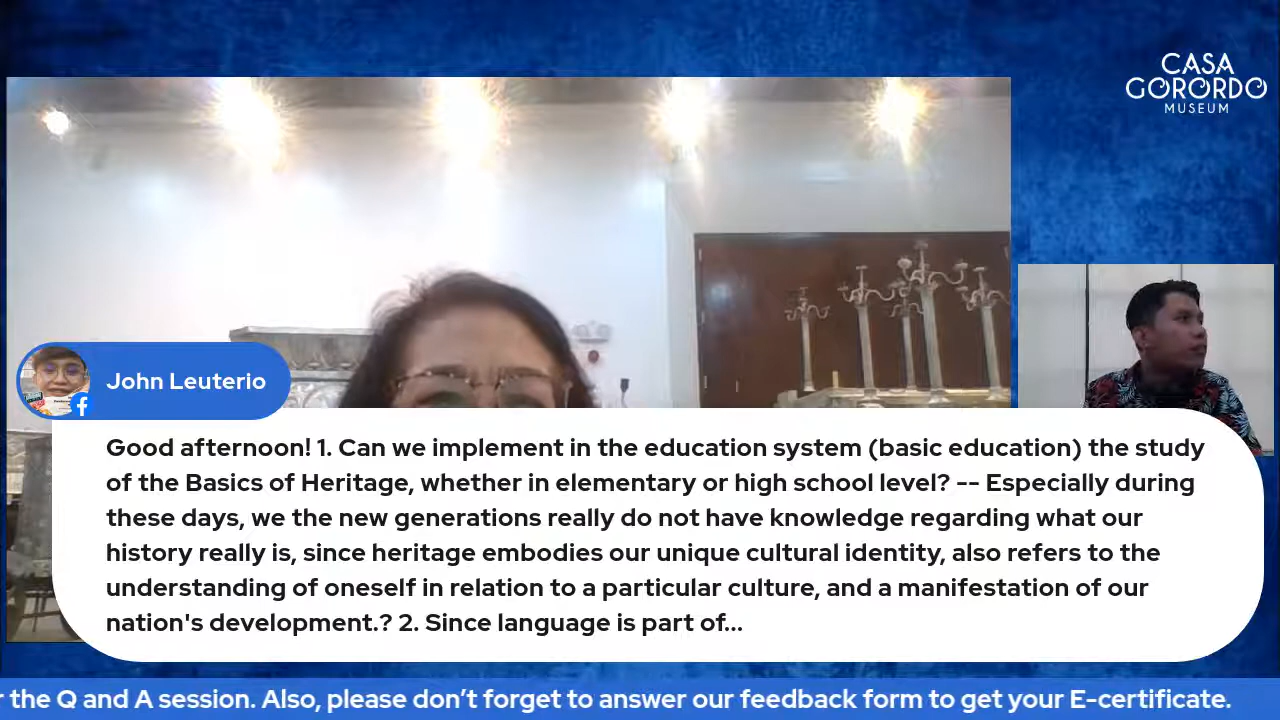 CASA
GORORDO
MUSEUM
John Leuterio
Good afternoon! 1. Can we implement in the education system (basic education) the study
of the Basics of Heritage, whether in elementary or high school level? -- Especially during
these days, we the new generations really do not have knowledge regarding what our
history really is, since heritage embodies our unique cultural identity, also refers to the
understanding of oneself in relation to a particular culture, and a manifestation of our
nation's development.? 2. Since language is part of...
the Q and A session. Also, please don’t forget to answer our feedback form to get your E-certificate.